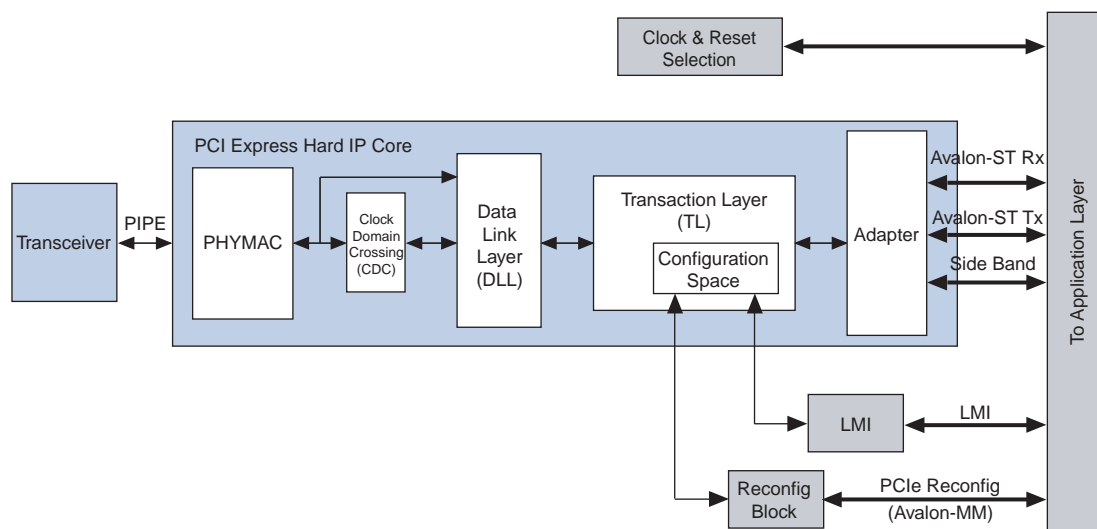 Clock & Reset
Selection
PCI Express Hard IP Core
Transceiver
PIPE
PHYMAC
Clock
Domain
Crossing
(CDC)
Data
Link
Layer
(DLL)
Transaction Layer
(TL)
Configuration
Space
Adapter
Avalon-ST Rx
Avalon-ST Tx
Side Band
To Application Layer
LMI
LMI
Reconfig
Block
PCIe Reconfig
(Avalon-MM)